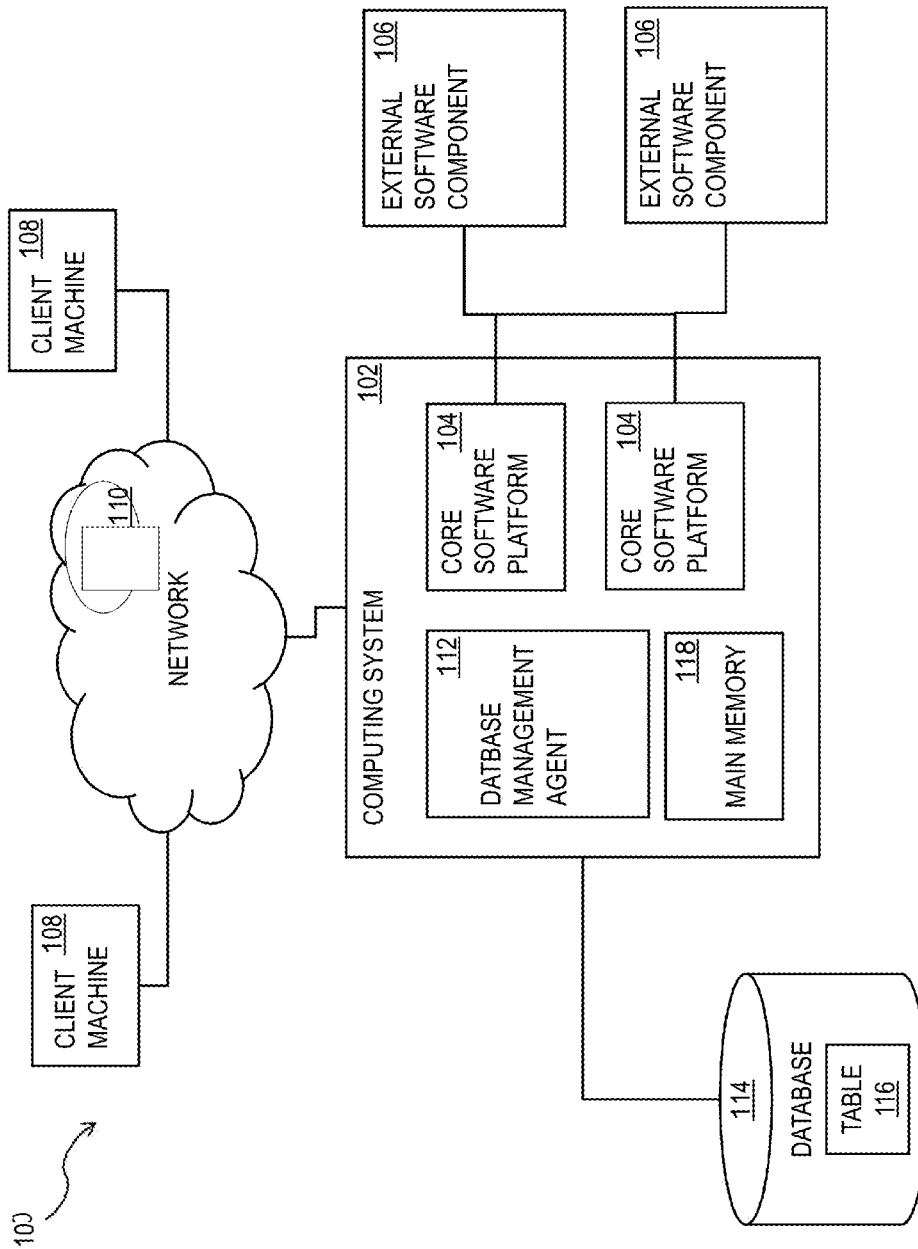 100
CLIENT
MACHINE
108
CLIENT
MACHINE
108
NETWORK
110
COMPUTING SYSTEM
102
DATBASE
MANAGEMENT
AGENT
112
CORE
SOFTWARE
PLATFORM
104
MAIN MEMORY
118
CORE
SOFTWARE
PLATFORM
104
EXTERNAL
SOFTWARE
COMPONENT
106
EXTERNAL
SOFTWARE
COMPONENT
106
114
DATABASE
TABLE
116